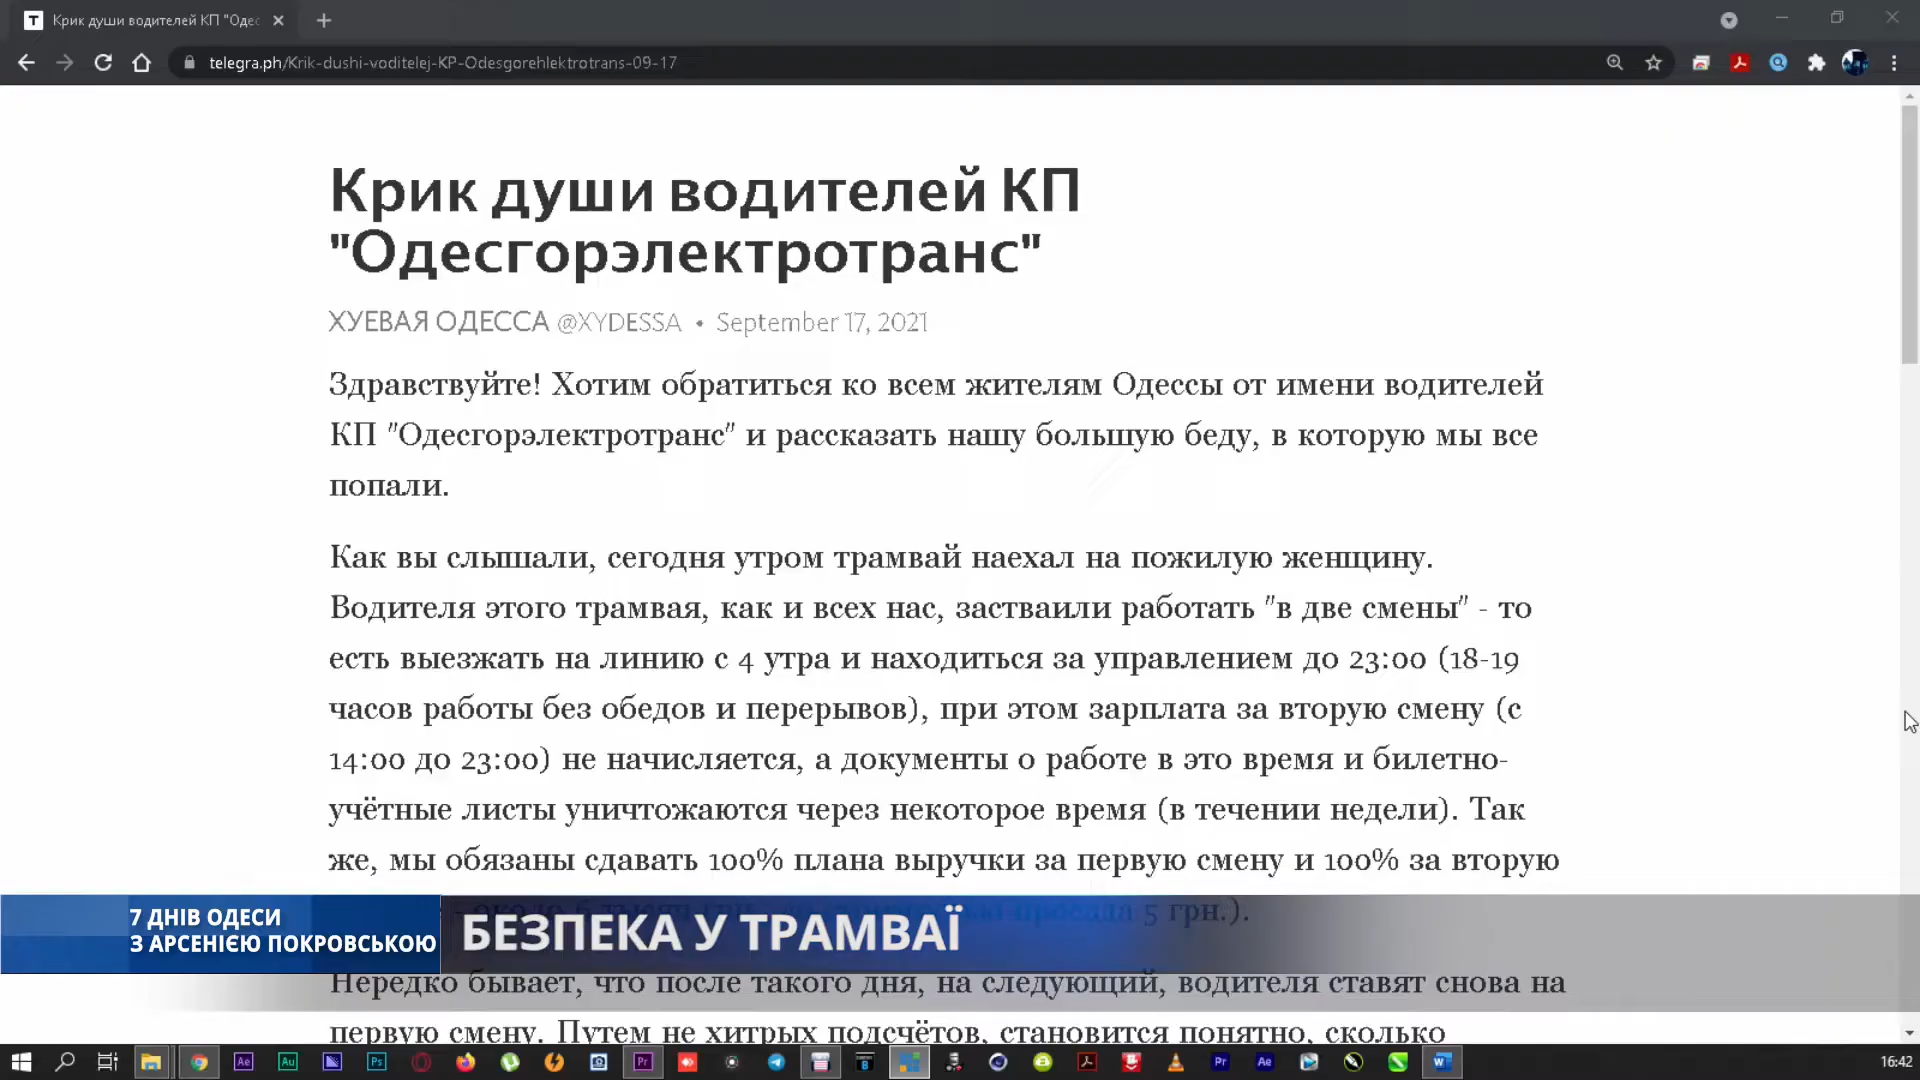 Крик души водителей КП "Одес
telegra.ph/Krik-dushi-voditelej-KP-Odesgorehlektrotrans-09-17
Крик души водителей КП
"Одесгорэлектротранс"
ХУЕВАЯ ОДЕССА @XYDESSA • September 17, 2021
Здравствуйте! Хотим обратиться ко всем жителям Одессы от имени водителей
КП "Одесгорэлектротранс" и рассказать нашу большую беду, в которую мы все
попали.
Как вы слышали, сегодня утром трамвай наехал на пожилую женщину.
Водителя этого трамвая, как и всех нас, застваили работать "в две смены" - то
есть выезжать на линию с 4 утра и находиться за управлением до 23:00 (18-19
часов работы без обедов и перерывов), при этом зарплата за вторую смену (с
14:00 до 23:00) не начисляется, а документы о работе в это время и билетно-
учётные листы уничтожаются через некоторое время (в течении недели). Так
же, мы обязаны сдавать 100% плана выручки за первую смену и 100% за вторую
проезда 5 грн.).
7 ДНІВ ОДЕСИ
З АРСЕНІЄЮ ПОКРОВСЬКОЮ
БЕЗПЕКА У ТРАМВАЇ
Нередко бывает, что после такого дня, на следующий, водителя ставят снова на
первую смену. Путем не хитрых подсчётов, становится понятно, сколько
16:42